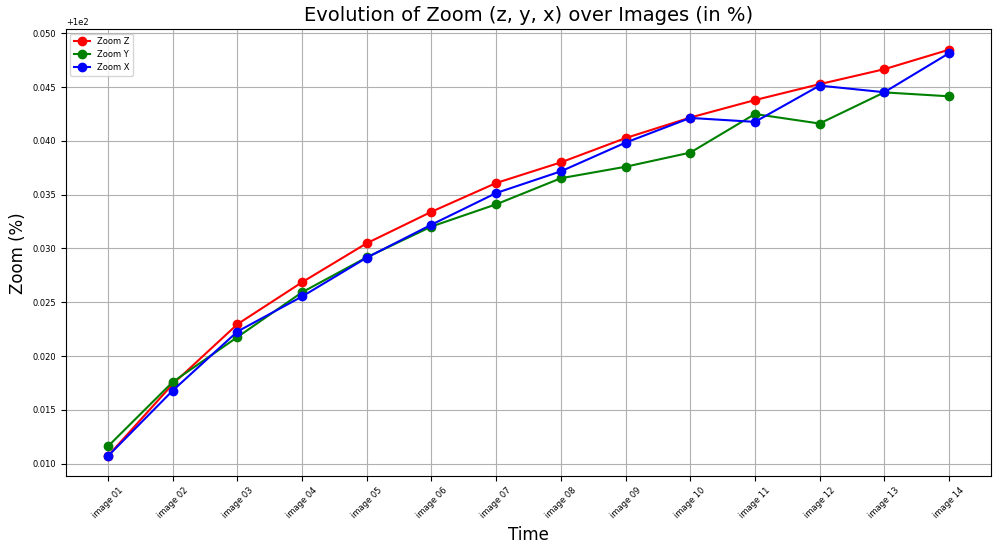 Evolution of Zoom (z, y, x) over Images (in %)
+1e2
Zoom Z
Zoom Y
Zoom X
0.050
0.045
0.040
0.035
0.030
0.025
0.020
0.015
0.010
Zoom (%)
image 01
image 02
image 03
image 04
image 05
image 06
image 07
image 08
image 09
image 10
image 11
image 12
image 13
image 14
Time